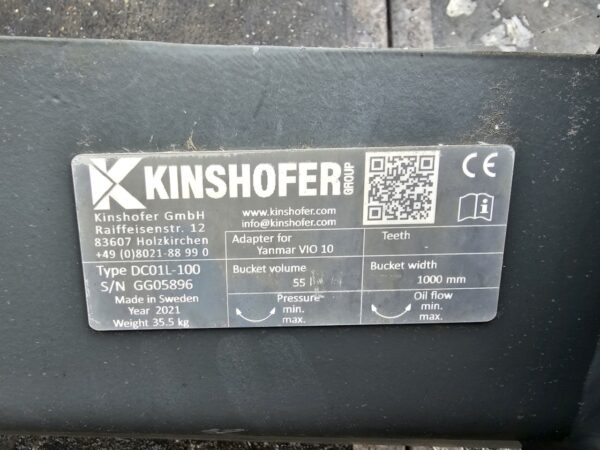 KINSHOFER GROUP
Kinshofer GmbH
Raiffeisenstr. 12
83607 Holzkirchen
+49 (0)8021-88 99 0
www.kinshofer.com
info@kinshofer.com
CE
i
Type DC01L-100
S/N GG05896
Made in Sweden
Year 2021
Weight 35.5 kg
Adapter for
Yanmar VIO 10
Teeth
Bucket volume
55 l
Bucket width
1000 mm
Pressure
min.
max.
Oil flow
min.
max.